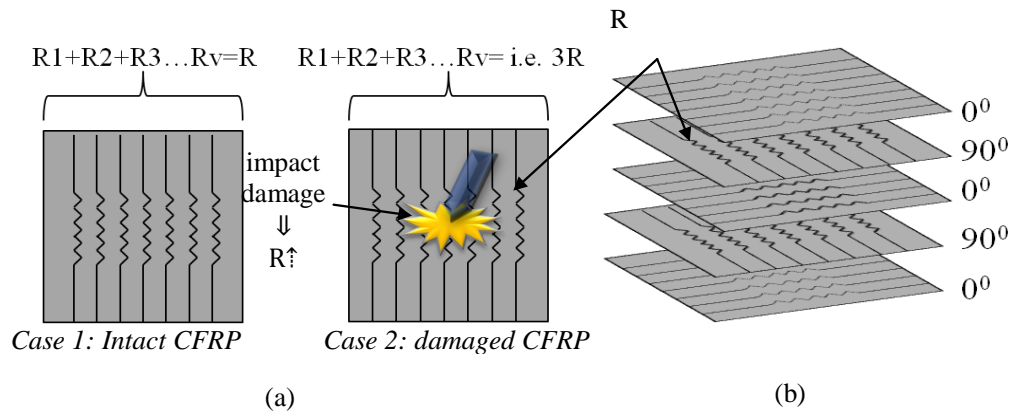 R
R1+R2+R3…Rv=R
R1+R2+R3…Rv= i.e. 3R
impact
damage
⇓
R⇡
0⁰
90⁰
0⁰
90⁰
0⁰
Case 1: Intact CFRP
Case 2: damaged CFRP
(a)
(b)